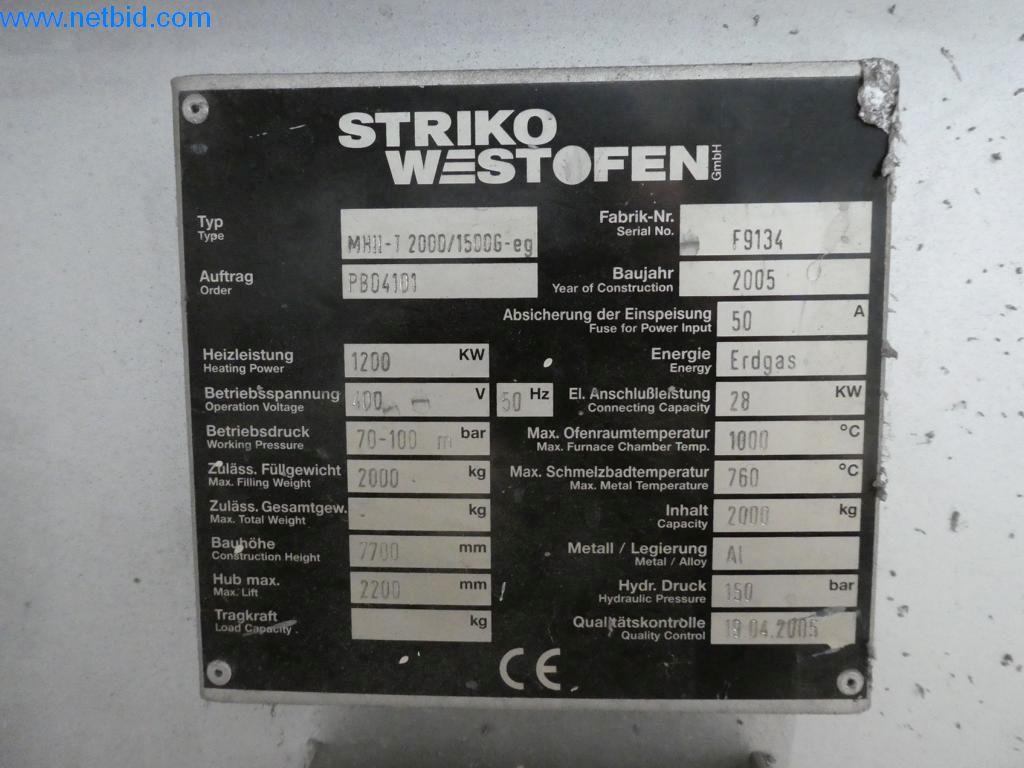 www.netbid.com
STRIKO
WESTOFEN GmbH
Typ
Type
MHII-T 2000/1500G-eg
Fabrik-Nr.
Serial No.
F9134
Auftrag
Order
PB04101
Baujahr
Year of Construction
2005
Absicherung der Einspeisung
Fuse for Power Input
50 A
Heizleistung
Heating Power
1200 KW
Energie
Energy
Erdgas
Betriebsspannung
Operation Voltage
400 V
50 Hz
El. Anschlußleistung
Connecting Capacity
28 KW
Betriebsdruck
Working Pressure
70-100 m bar
Max. Ofenraumtemperatur
Max. Furnace Chamber Temp.
1000 °C
Zuläss. Füllgewicht
Max. Filling Weight
2000 kg
Max. Schmelzbadtemperatur
Max. Metal Temperature
760 °C
Zuläss. Gesamtgew.
Max. Total Weight
kg
Inhalt
Capacity
2000 kg
Bauhöhe
Construction Height
7700 mm
Metall / Legierung
Metal / Alloy
Al
Hub max.
Max. Lift
2200 mm
Hydr. Druck
Hydraulic Pressure
150 bar
Tragkraft
Load Capacity
kg
Qualitätskontrolle
Quality Control
19 04.2005
CE